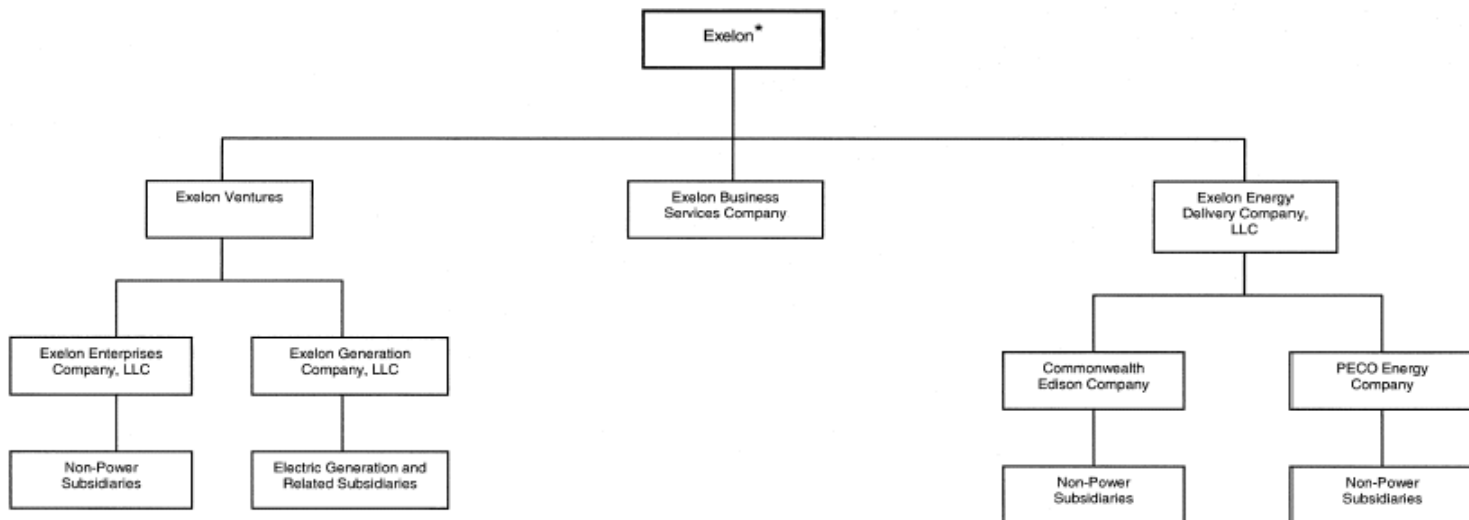 Exelon*
Exelon Ventures
Exelon Business
Services Company
Exelon Energy
Delivery Company,
LLC
Exelon Enterprises
Company, LLC
Exelon Generation
Company, LLC
Commonwealth
Edison Company
PECO Energy
Company
Non-Power
Subsidiaries
Electric Generation and
Related Subsidiaries
Non-Power
Subsidiaries
Non-Power
Subsidiaries